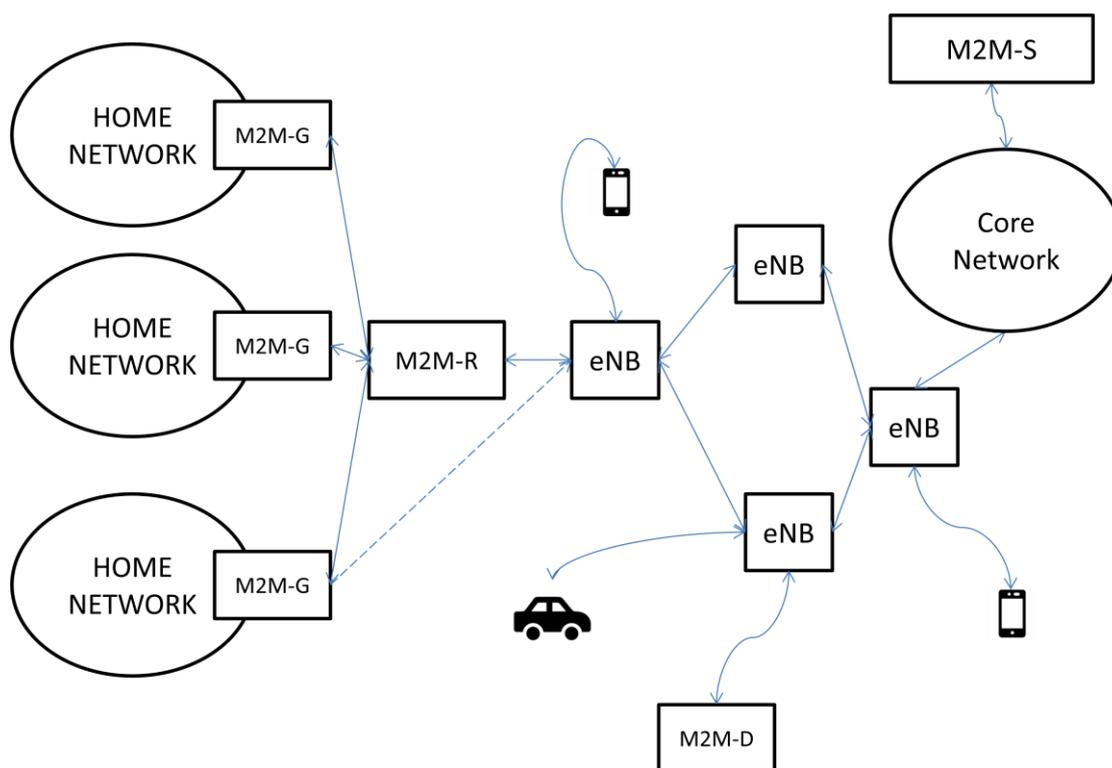 HOME
NETWORK
M2M-G
HOME
NETWORK
M2M-G
HOME
NETWORK
M2M-G
M2M-R
eNB
eNB
eNB
eNB
M2M-D
M2M-S
Core
Network